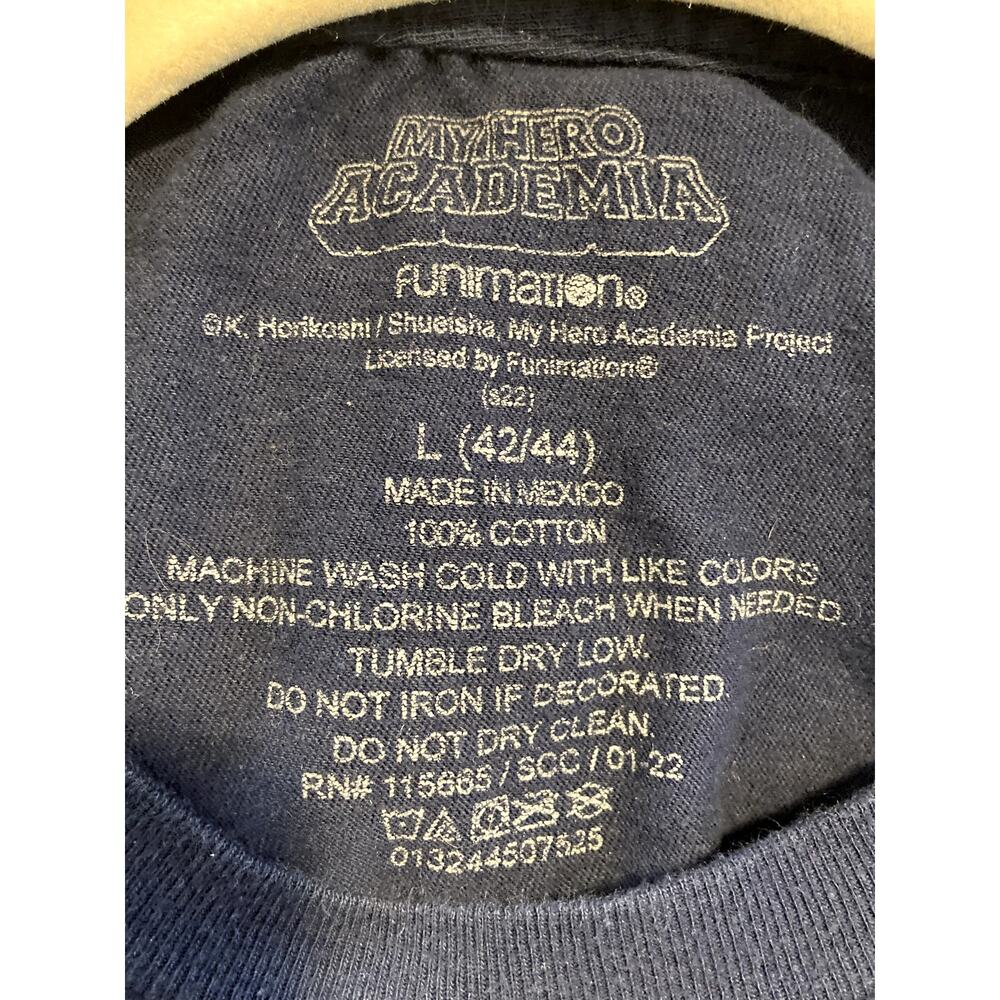 MY HERO
ACADEMIA
FUNIMATION®
©K. Horikoshi / Shueisha, My Hero Academia Project
Licensed by Funimation®
(s22)
L (42/44)
MADE IN MEXICO
100% COTTON
MACHINE WASH COLD WITH LIKE COLORS
ONLY NON-CHLORINE BLEACH WHEN NEEDED.
TUMBLE DRY LOW.
DO NOT IRON IF DECORATED.
DO NOT DRY CLEAN.
RN# 115665 / SCC / 01-22
013244507525